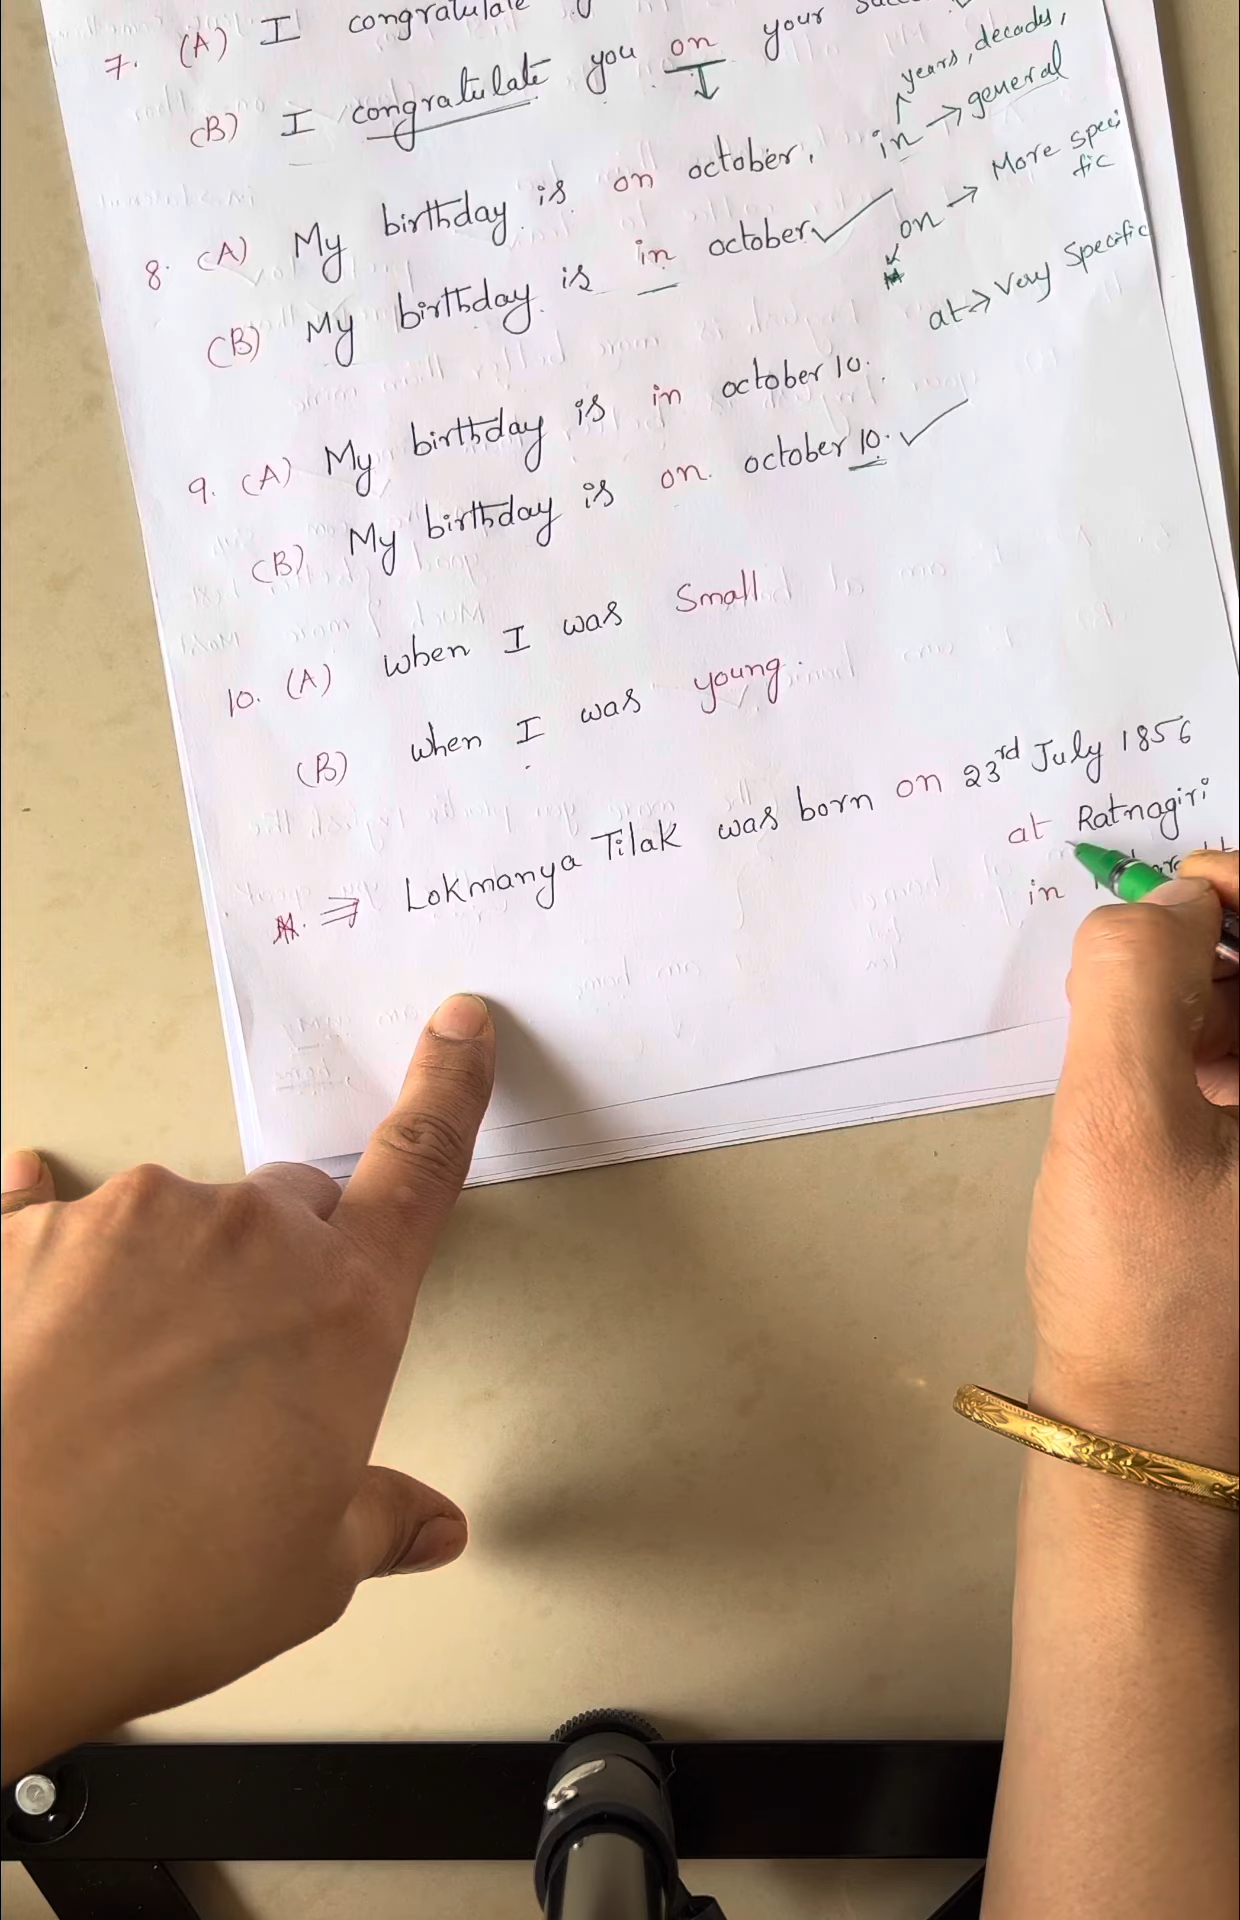 7. (A) I congratulate
(B) I congratulate you on your
in → general
years, decades,
8. (A) My birthday is on october.
on → More speci
fic
(B) My birthday is in october ✓
at → very specific
9. (A) My birthday is in october 10.
(B) My birthday is on october 10. ✓
10. (A) when I was small
(B) when I was young.
⇒ Lokmanya Tilak was born on 23rd July 1856
at Ratnagiri
in